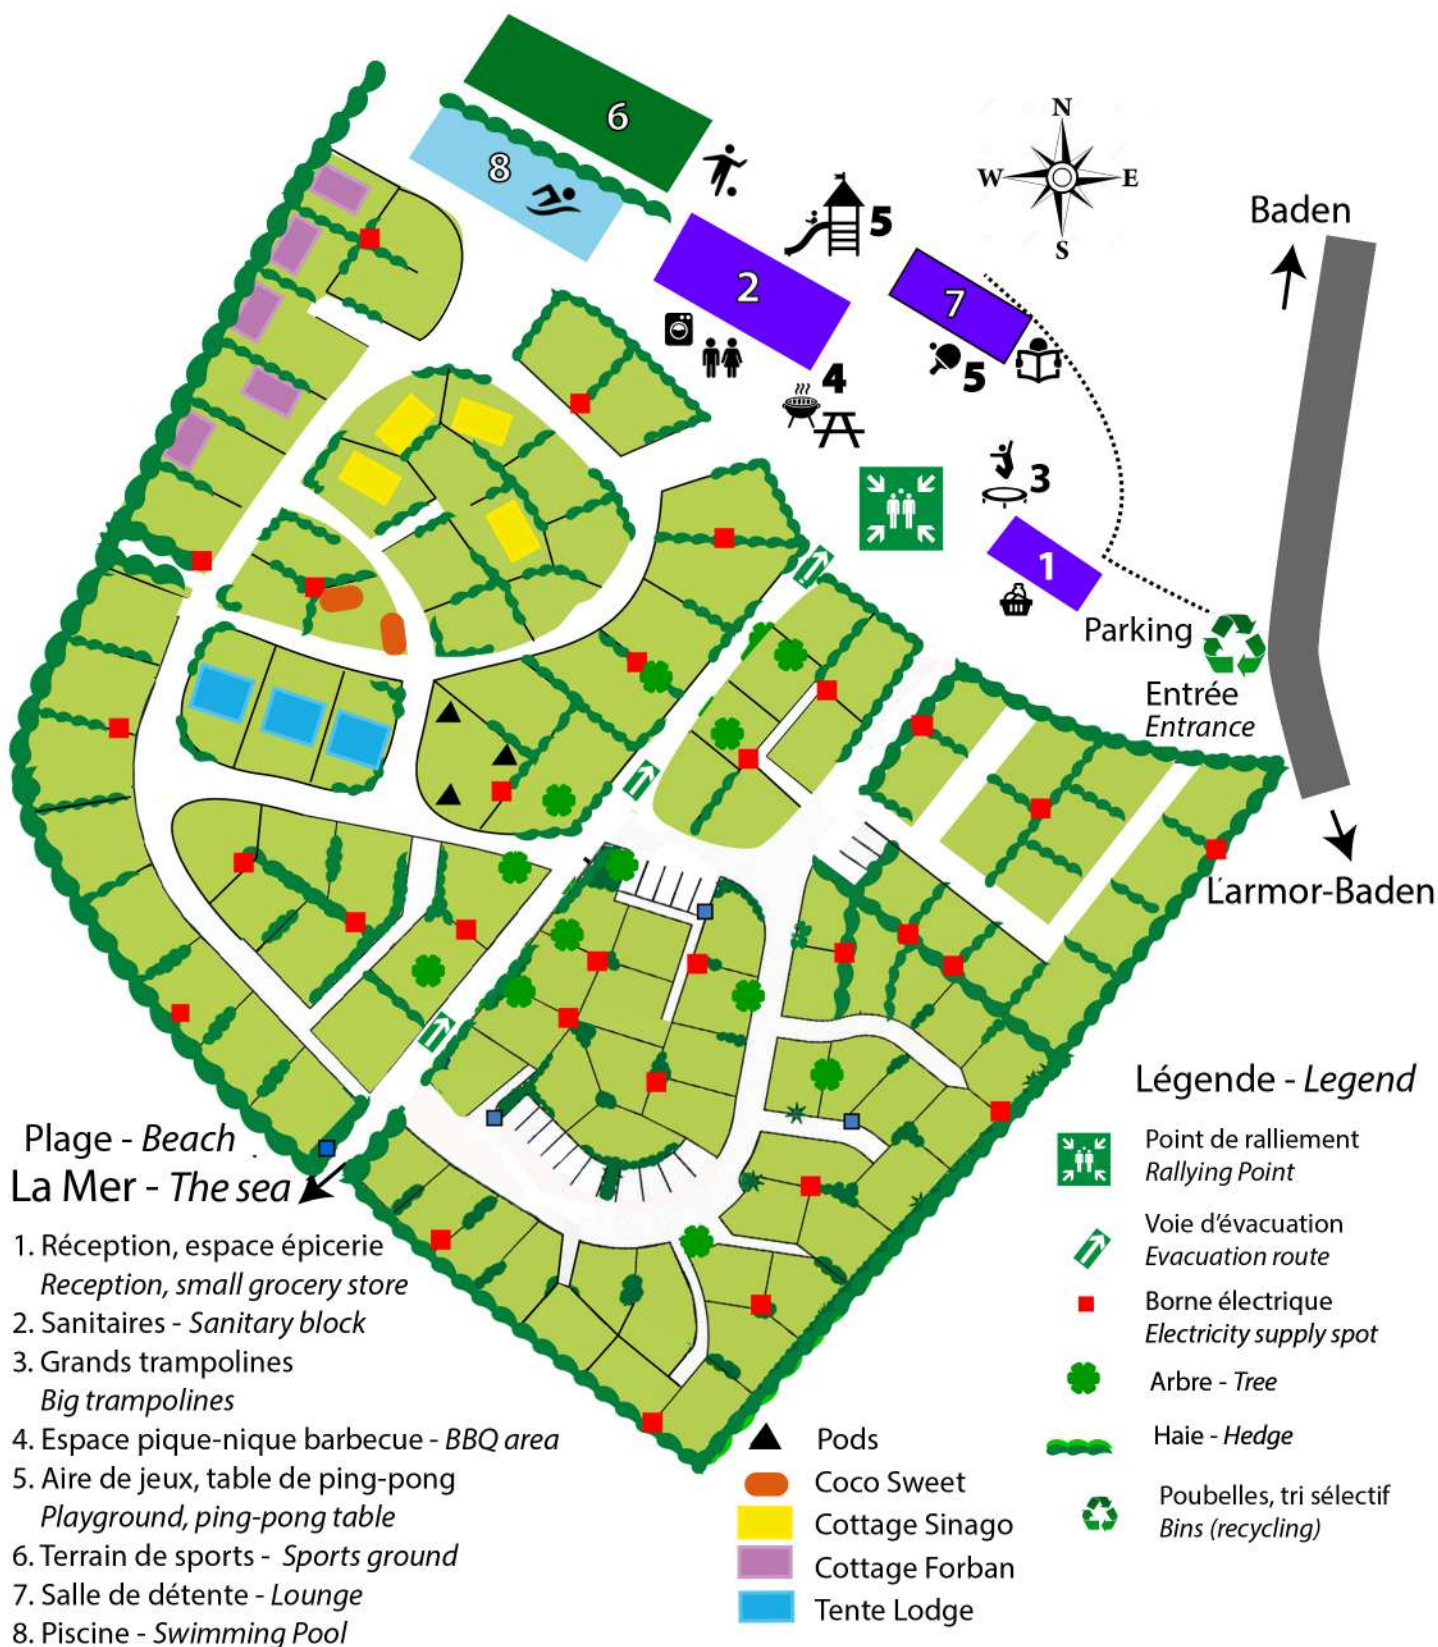 6
8
N
W
E
S
5
Baden
2
7
4
5
3
1
Parking
Entrée
Entrance
L'armor-Baden
Plage - Beach
La Mer - The sea
1. Réception, espace épicerie
Reception, small grocery store
2. Sanitaires - Sanitary block
3. Grands trampolines
Big trampolines
4. Espace pique-nique barbecue - BBQ area
5. Aire de jeux, table de ping-pong
Playground, ping-pong table
6. Terrain de sports - Sports ground
7. Salle de détente - Lounge
8. Piscine - Swimming Pool
Pods
Coco Sweet
Cottage Sinago
Cottage Forban
Tente Lodge
Légende - Legend
Point de ralliement
Rallying Point
Voie d'évacuation
Evacuation route
Borne électrique
Electricity supply spot
Arbre - Tree
Haie - Hedge
Poubelles, tri sélectif
Bins (recycling)